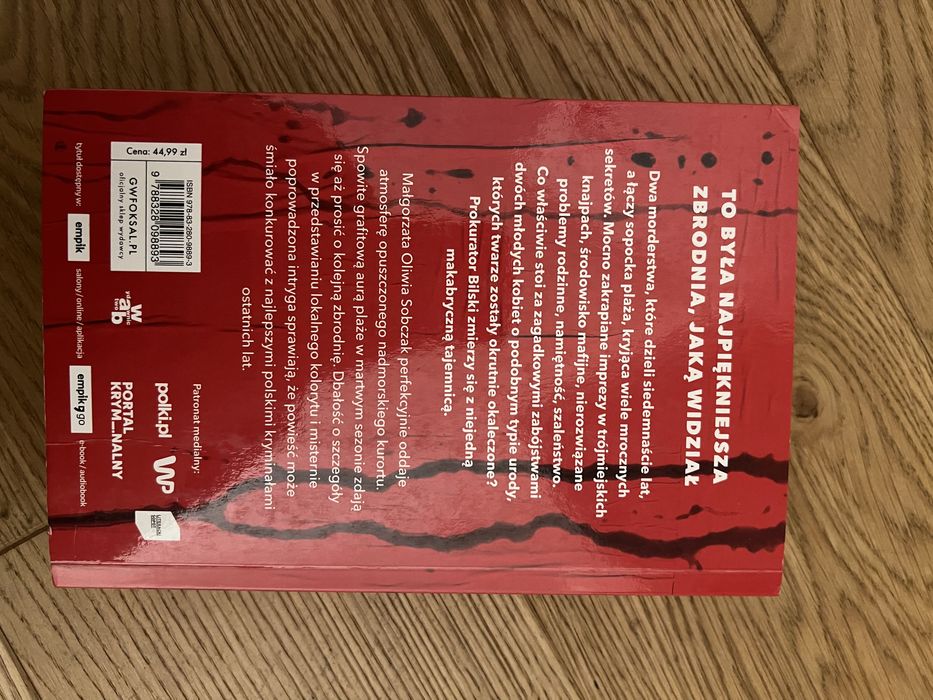 TO BYŁA NAJPIĘKNIEJSZA
ZBRODNIA, JAKĄ WIDZIAŁ
Dwa morderstwa, które dzieli siedemnaście lat,
a łączy sopocka plaża, kryjąca wiele mrocznych
sekretów. Mocno zakrapiane imprezy w trójmiejskich
knajpach, środowisko mafijne, nierozwiązane
problemy rodzinne, namiętność, szaleństwo.
Co właściwie stoi za zagadkowymi zabójstwami
dwóch młodych kobiet o podobnym typie urody,
których twarze zostały okrutnie okaleczone?
Prokurator Bilski zmierzy się z niejedną
makabryczną tajemnicą.
Małgorzata Oliwia Sobczak perfekcyjnie oddaje
atmosferę opuszczonego nadmorskiego kurortu.
Spowite grafitową aurą plaże w martwym sezonie zdają
się aż prosić o kolejną zbrodnię. Dbałość o szczegóły
w przedstawianiu lokalnego kolorytu i misternie
poprowadzona intryga sprawiają, że powieść może
śmiało konkurować z najlepszymi polskimi kryminałami
ostatnich lat.
ISBN 978-83-280-9889-3
9 788328 098893
GWFOKSAL.PL
oficjalny sklep wydawcy
Cena: 44,99 zł
w
ab
Patronat medialny:
polki.pl
WP
PORTAL
KRYM_NALNY
tytuł dostępny w:
empik
salony / online / aplikacja
empik go
ebook / audiobook